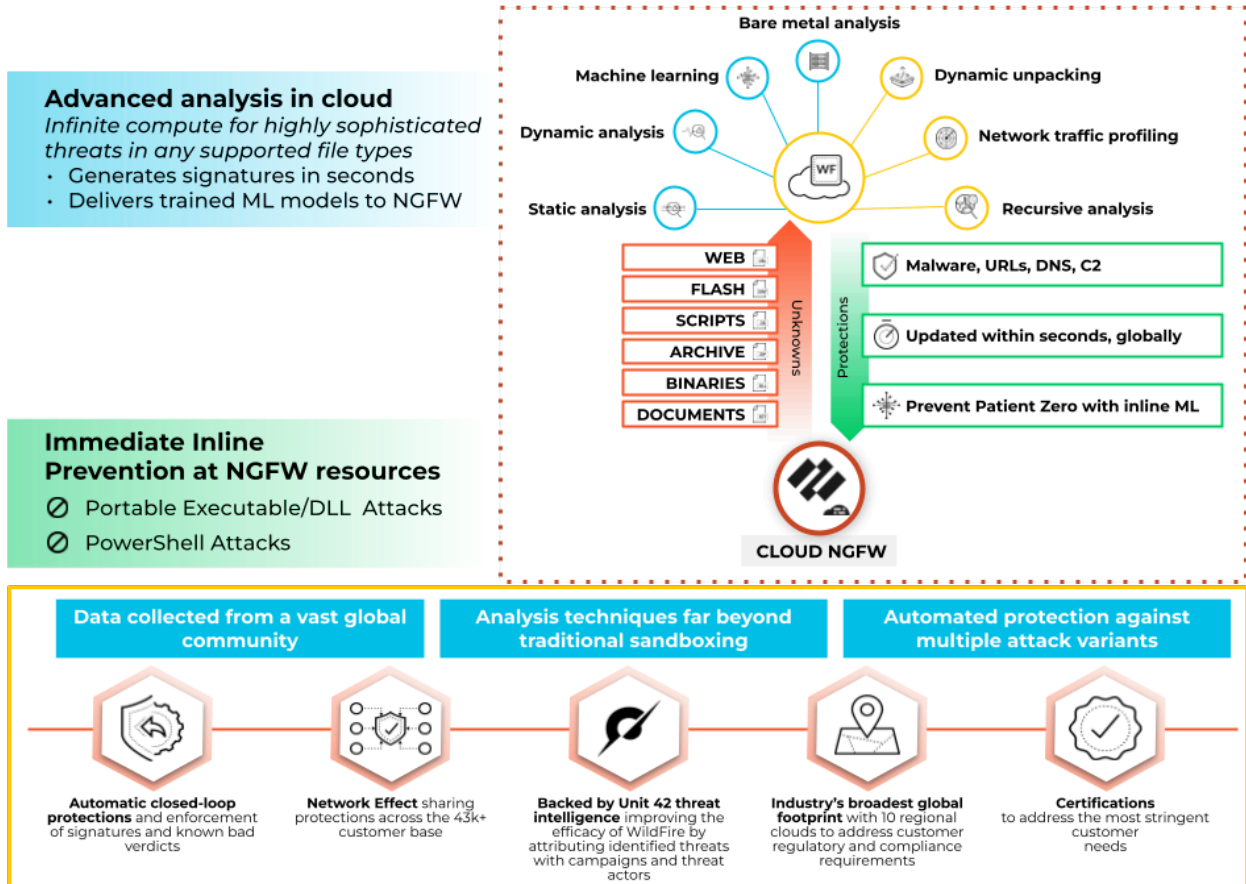 Advanced analysis in cloud
Infinite compute for highly sophisticated
threats in any supported file types
• Generates signatures in seconds
• Delivers trained ML models to NGFW
Immediate Inline
Prevention at NGFW resources
Portable Executable/DLL Attacks
PowerShell Attacks
Bare metal analysis
Machine learning
Dynamic unpacking
Dynamic analysis
Network traffic profiling
WF
Static analysis
Recursive analysis
WEB
FLASH
SCRIPTS
ARCHIVE
BINARIES
DOCUMENTS
Unknowns
Protections
Malware, URLs, DNS, C2
Updated within seconds, globally
Prevent Patient Zero with inline ML
CLOUD NGFW
Data collected from a vast global
community
Analysis techniques far beyond
traditional sandboxing
Automated protection against
multiple attack variants
Automatic closed-loop
protections and enforcement
of signatures and known bad
verdicts
Network Effect sharing
protections across the 43k+
customer base
Backed by Unit 42 threat
intelligence improving the
efficacy of WildFire by
attributing identified threats
with campaigns and threat
actors
Industry's broadest global
footprint with 10 regional
clouds to address customer
regulatory and compliance
requirements
Certifications
to address the most stringent
customer
needs